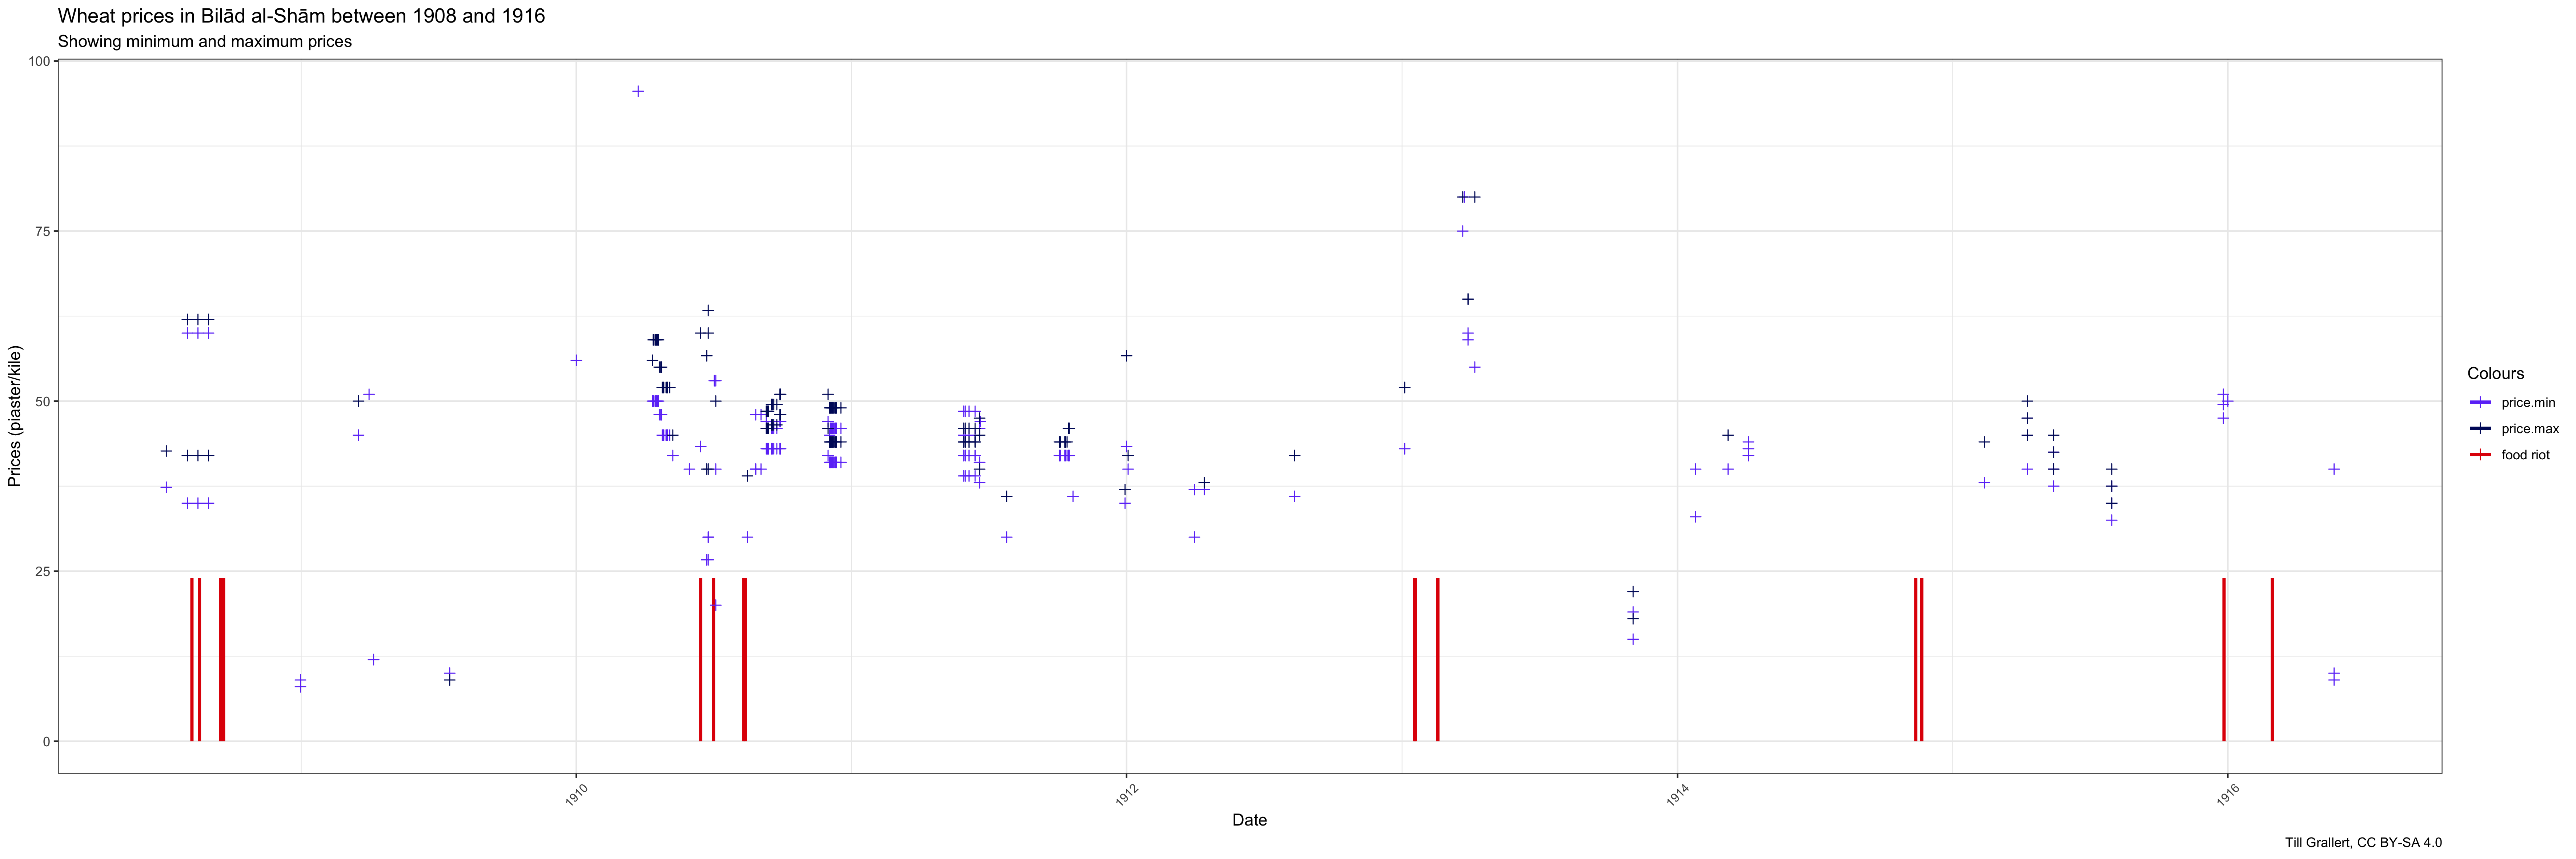 Wheat prices in Bilād al-Shām between 1908 and 1916
Showing minimum and maximum prices
Prices (piaster/kile)
100
75
50
25
0
1910
1912
1914
1916
Date
Colours
price.min
price.max
food riot
Till Grallert, CC BY-SA 4.0